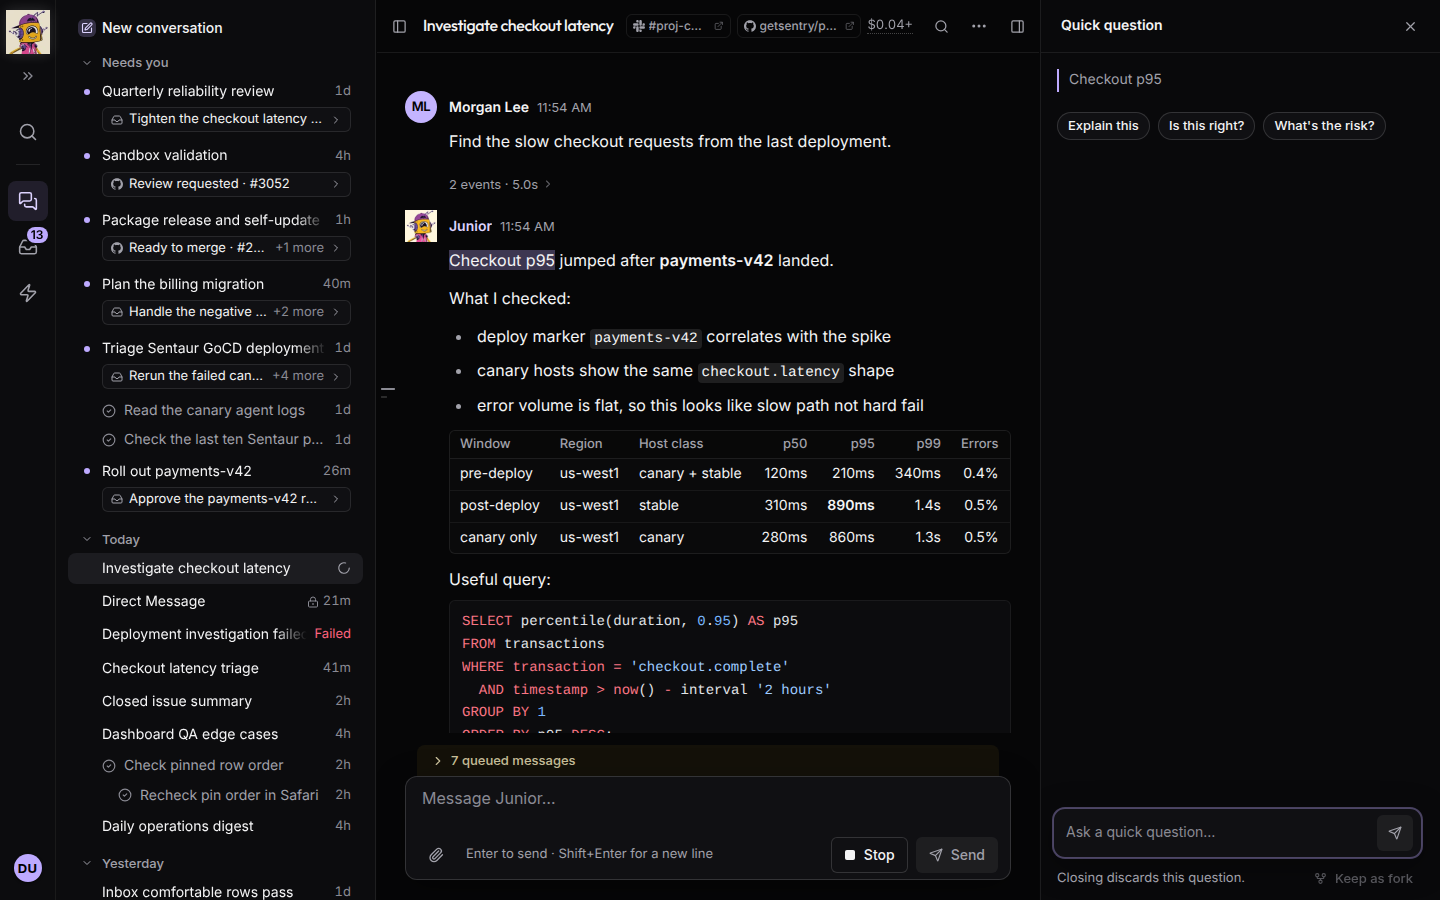 New conversation
Needs you
Quarterly reliability review 1d
Tighten the checkout latency ...
Sandbox validation 4h
Review requested · #3052
Package release and self-update 1h
Ready to merge · #2... +1 more
Plan the billing migration 40m
Handle the negative ... +2 more
Triage Sentaur GoCD deployment 1d
Rerun the failed can... +4 more
Read the canary agent logs 1d
Check the last ten Sentaur p... 1d
Roll out payments-v42 26m
Approve the payments-v42 r...
Today
Investigate checkout latency
Direct Message 21m
Deployment investigation failed Failed
Checkout latency triage 41m
Closed issue summary 2h
Dashboard QA edge cases 4h
Check pinned row order 2h
Recheck pin order in Safari 2h
Daily operations digest 4h
Yesterday
Inbox comfortable rows pass 1d
13
DU
Investigate checkout latency #proj-c... getsentry/p... $0.04+
ML Morgan Lee 11:54 AM
Find the slow checkout requests from the last deployment.
2 events · 5.0s
Junior 11:54 AM
Checkout p95 jumped after payments-v42 landed.
What I checked:
• deploy marker payments-v42 correlates with the spike
• canary hosts show the same checkout.latency shape
• error volume is flat, so this looks like slow path not hard fail
Window Region Host class p50 p95 p99 Errors
pre-deploy us-west1 canary + stable 120ms 210ms 340ms 0.4%
post-deploy us-west1 stable 310ms 890ms 1.4s 0.5%
canary only us-west1 canary 280ms 860ms 1.3s 0.5%
Useful query:
SELECT percentile(duration, 0.95) AS p95
FROM transactions
WHERE transaction = 'checkout.complete'
AND timestamp > now() - interval '2 hours'
GROUP BY 1
ORDER BY p95 DESC;
7 queued messages
Message Junior...
Enter to send · Shift+Enter for a new line
Stop
Send
Quick question
Checkout p95
Explain this
Is this right?
What's the risk?
Ask a quick question...
Closing discards this question.
Keep as fork